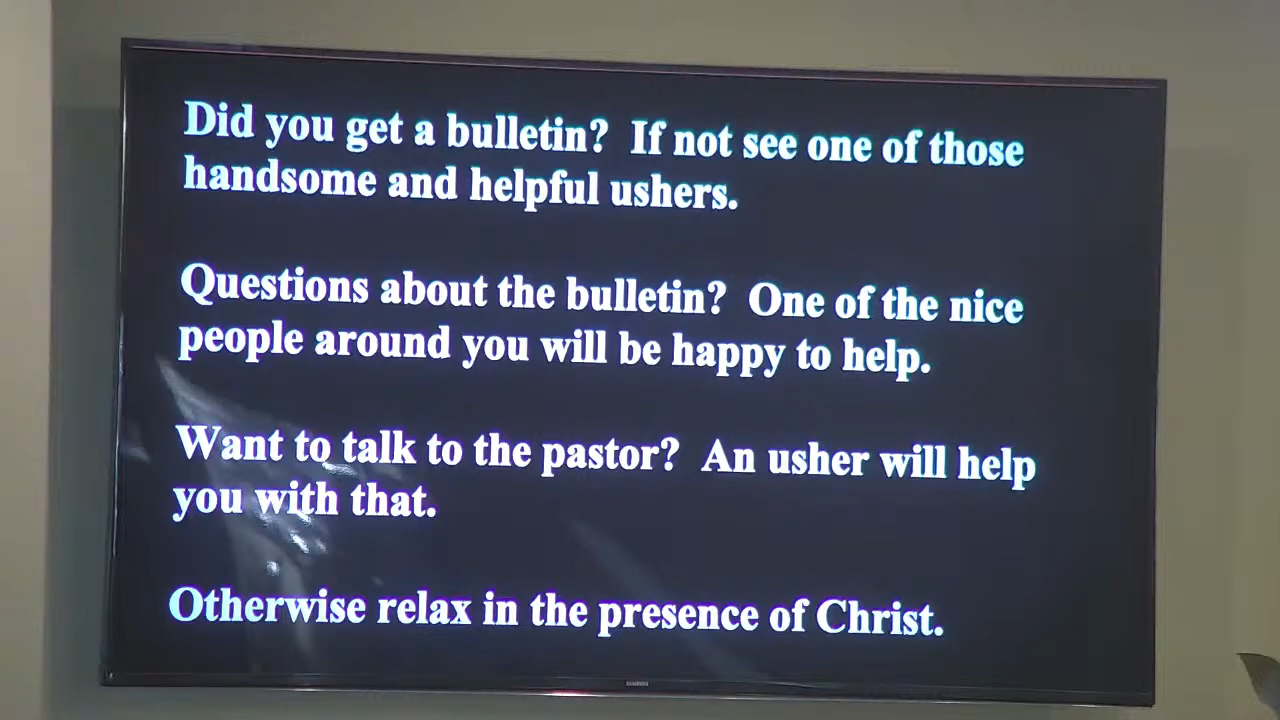 Did you get a bulletin?  If not see one of those
handsome and helpful ushers.
Questions about the bulletin?  One of the nice
people around you will be happy to help.
Want to talk to the pastor?  An usher will help
you with that.
Otherwise relax in the presence of Christ.
SAMSUNG